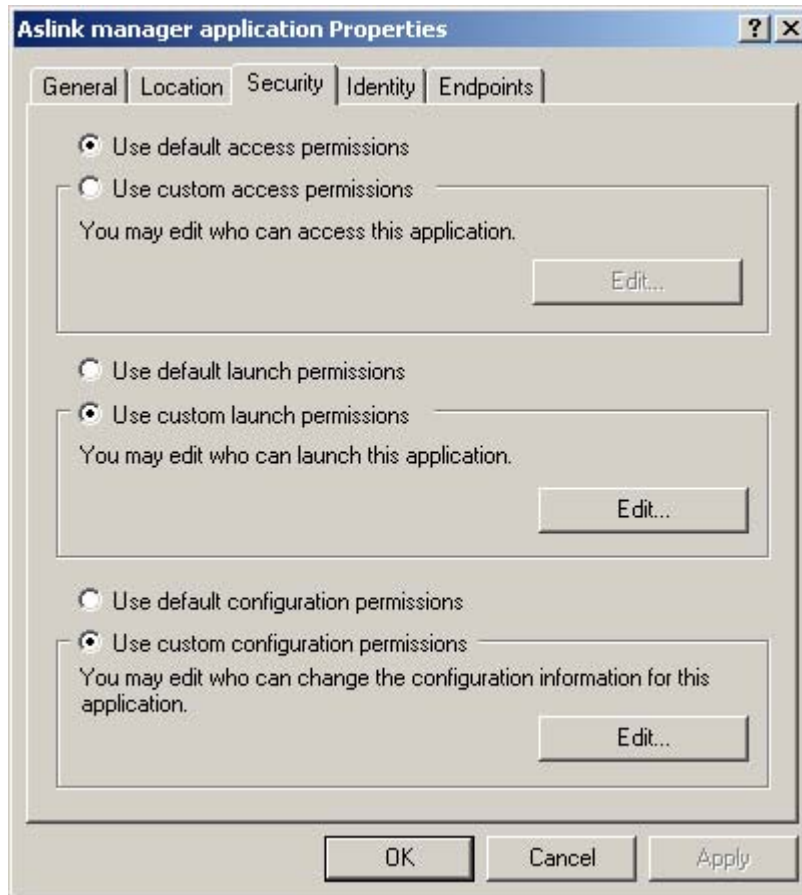 Aslink manager application Properties
General Location Security Identity Endpoints
Use default access permissions
Use custom access permissions
You may edit who can access this application.
Edit...
Use default launch permissions
Use custom launch permissions
You may edit who can launch this application.
Edit...
Use default configuration permissions
Use custom configuration permissions
You may edit who can change the configuration information for this
application.
Edit...
OK Cancel Apply